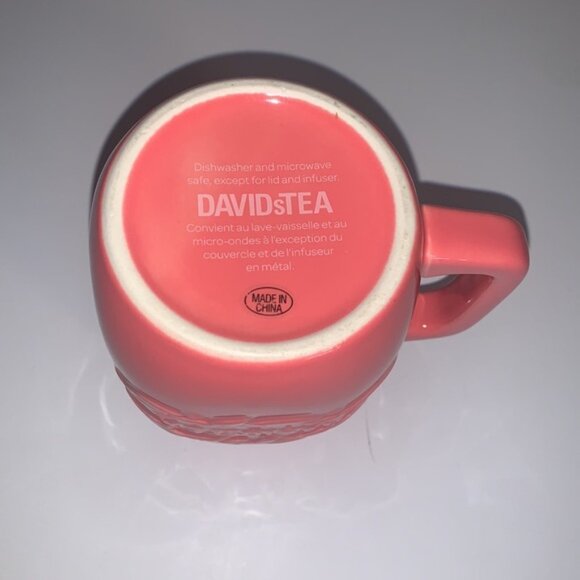 Dishwasher and microwave
safe, except for lid and infuser.
DAVIDsTEA
Convient au lave-vaisselle et au
micro-ondes à l'exception du
couvercle et de l'infuseur
en métal.
MADE IN
CHINA